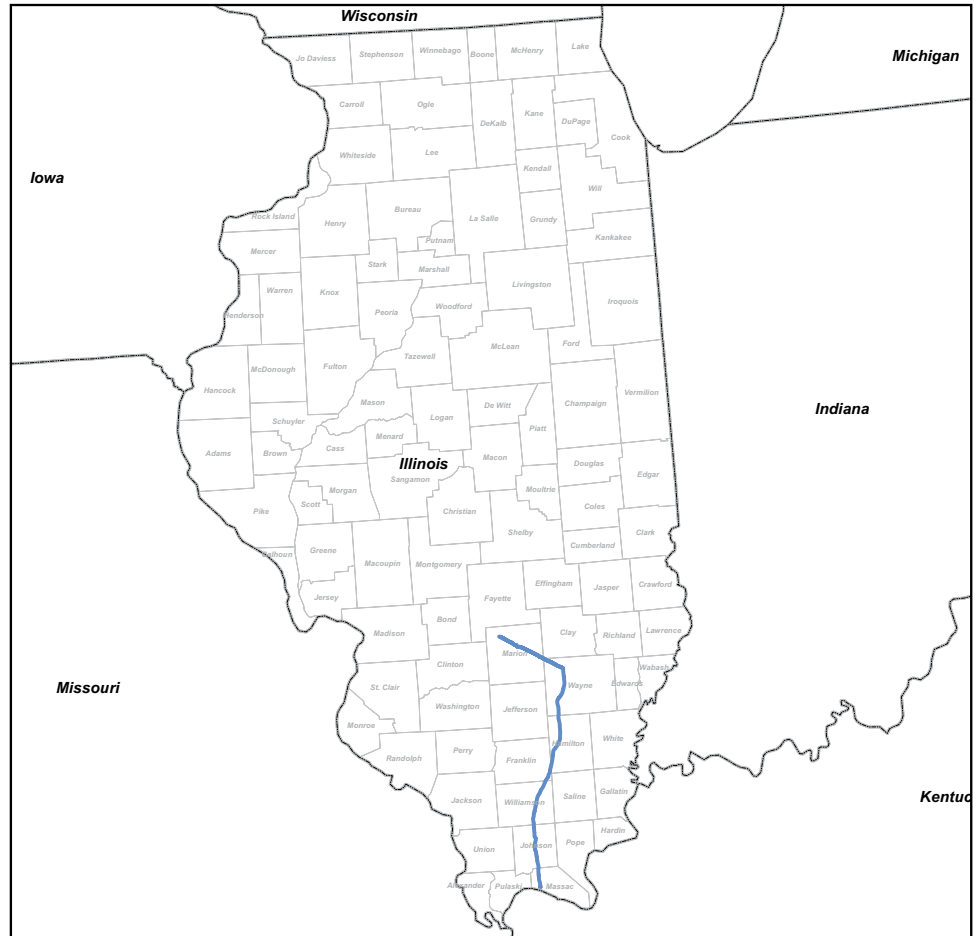 Wisconsin
Michigan
Iowa
Illinois
Indiana
Missouri
Kentuc
Jo Daviess
Stephenson
Winnebago
Boone
McHenry
Lake
Carroll
Ogle
DeKalb
Kane
DuPage
Cook
Whiteside
Lee
Kendall
Will
Rock Island
Henry
Bureau
La Salle
Grundy
Putnam
Kankakee
Mercer
Stark
Marshall
Livingston
Warren
Knox
Henderson
Peoria
Woodford
Iroquois
Hancock
McDonough
Fulton
Tazewell
McLean
Ford
Vermilion
Mason
Schuyler
Logan
De Witt
Champaign
Piatt
Adams
Brown
Cass
Menard
Macon
Douglas
Edgar
Sangamon
Pike
Scott
Morgan
Christian
Moultrie
Coles
Shelby
Clark
Calhoun
Greene
Macoupin
Montgomery
Cumberland
Jersey
Fayette
Effingham
Jasper
Crawford
Madison
Bond
Clay
Richland
Lawrence
Clinton
Marion
Wabash
St. Clair
Wayne
Edwards
Washington
Jefferson
Monroe
Randolph
Perry
Franklin
Hamilton
White
Jackson
Williamson
Saline
Gallatin
Union
Johnson
Pope
Hardin
Alexander
Pulaski
Massac